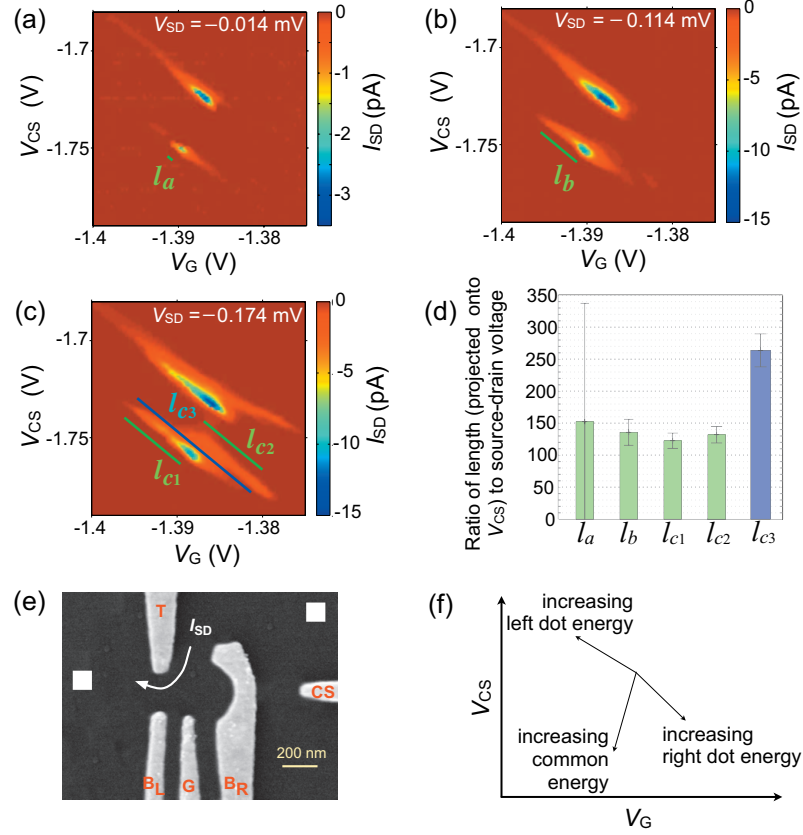 (a)
V_SD = −0.014 mV
-1.7
-1.75
V_CS (V)
l_a
-1.4
-1.39
-1.38
V_G (V)
0
-1
-2
-3
I_SD (pA)
(b)
V_SD = −0.114 mV
-1.7
-1.75
V_CS (V)
l_b
-1.4
-1.39
-1.38
V_G (V)
0
-5
-10
-15
I_SD (pA)
(c)
V_SD = −0.174 mV
-1.7
-1.75
V_CS (V)
l_c3
l_c2
l_c1
-1.4
-1.39
-1.38
V_G (V)
0
-5
-10
-15
I_SD (pA)
(d)
Ratio of length (projected onto
V_CS) to source-drain voltage
350
300
250
200
150
100
50
0
l_a l_b l_c1 l_c2 l_c3
(e)
T
I_SD
CS
200 nm
B_L G B_R
(f)
increasing
left dot energy
V_CS
increasing
common
energy
increasing
right dot energy
V_G